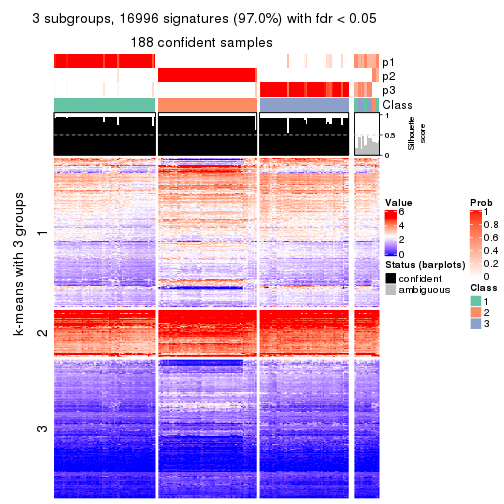 3 subgroups, 16996 signatures (97.0%) with fdr < 0.05
188 confident samples
p1
p2
p3
Class
1
0.5
0
Silhouette
score
k-means with 3 groups
1
2
3
Value
6
4
2
0
Status (barplots)
confident
ambiguous
Prob
1
0.8
0.6
0.4
0.2
0
Class
1
2
3